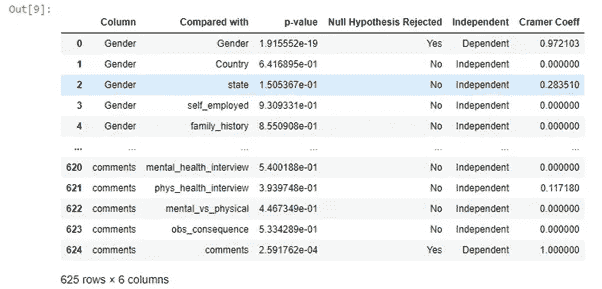 Out[9]:
Column Compared with p-value Null Hypothesis Rejected Independent Cramer Coeff
0 Gender Gender 1.915552e-19 Yes Dependent 0.972103
1 Gender Country 6.416895e-01 No Independent 0.000000
2 Gender state 1.505367e-01 No Independent 0.283510
3 Gender self_employed 9.309331e-01 No Independent 0.000000
4 Gender family_history 8.550908e-01 No Independent 0.000000
... ... ... ... ... ... ...
620 comments mental_health_interview 5.400188e-01 No Independent 0.000000
621 comments phys_health_interview 3.939748e-01 No Independent 0.117180
622 comments mental_vs_physical 4.467349e-01 No Independent 0.000000
623 comments obs_consequence 5.334289e-01 No Independent 0.000000
624 comments comments 2.591762e-04 Yes Dependent 1.000000
625 rows × 6 columns